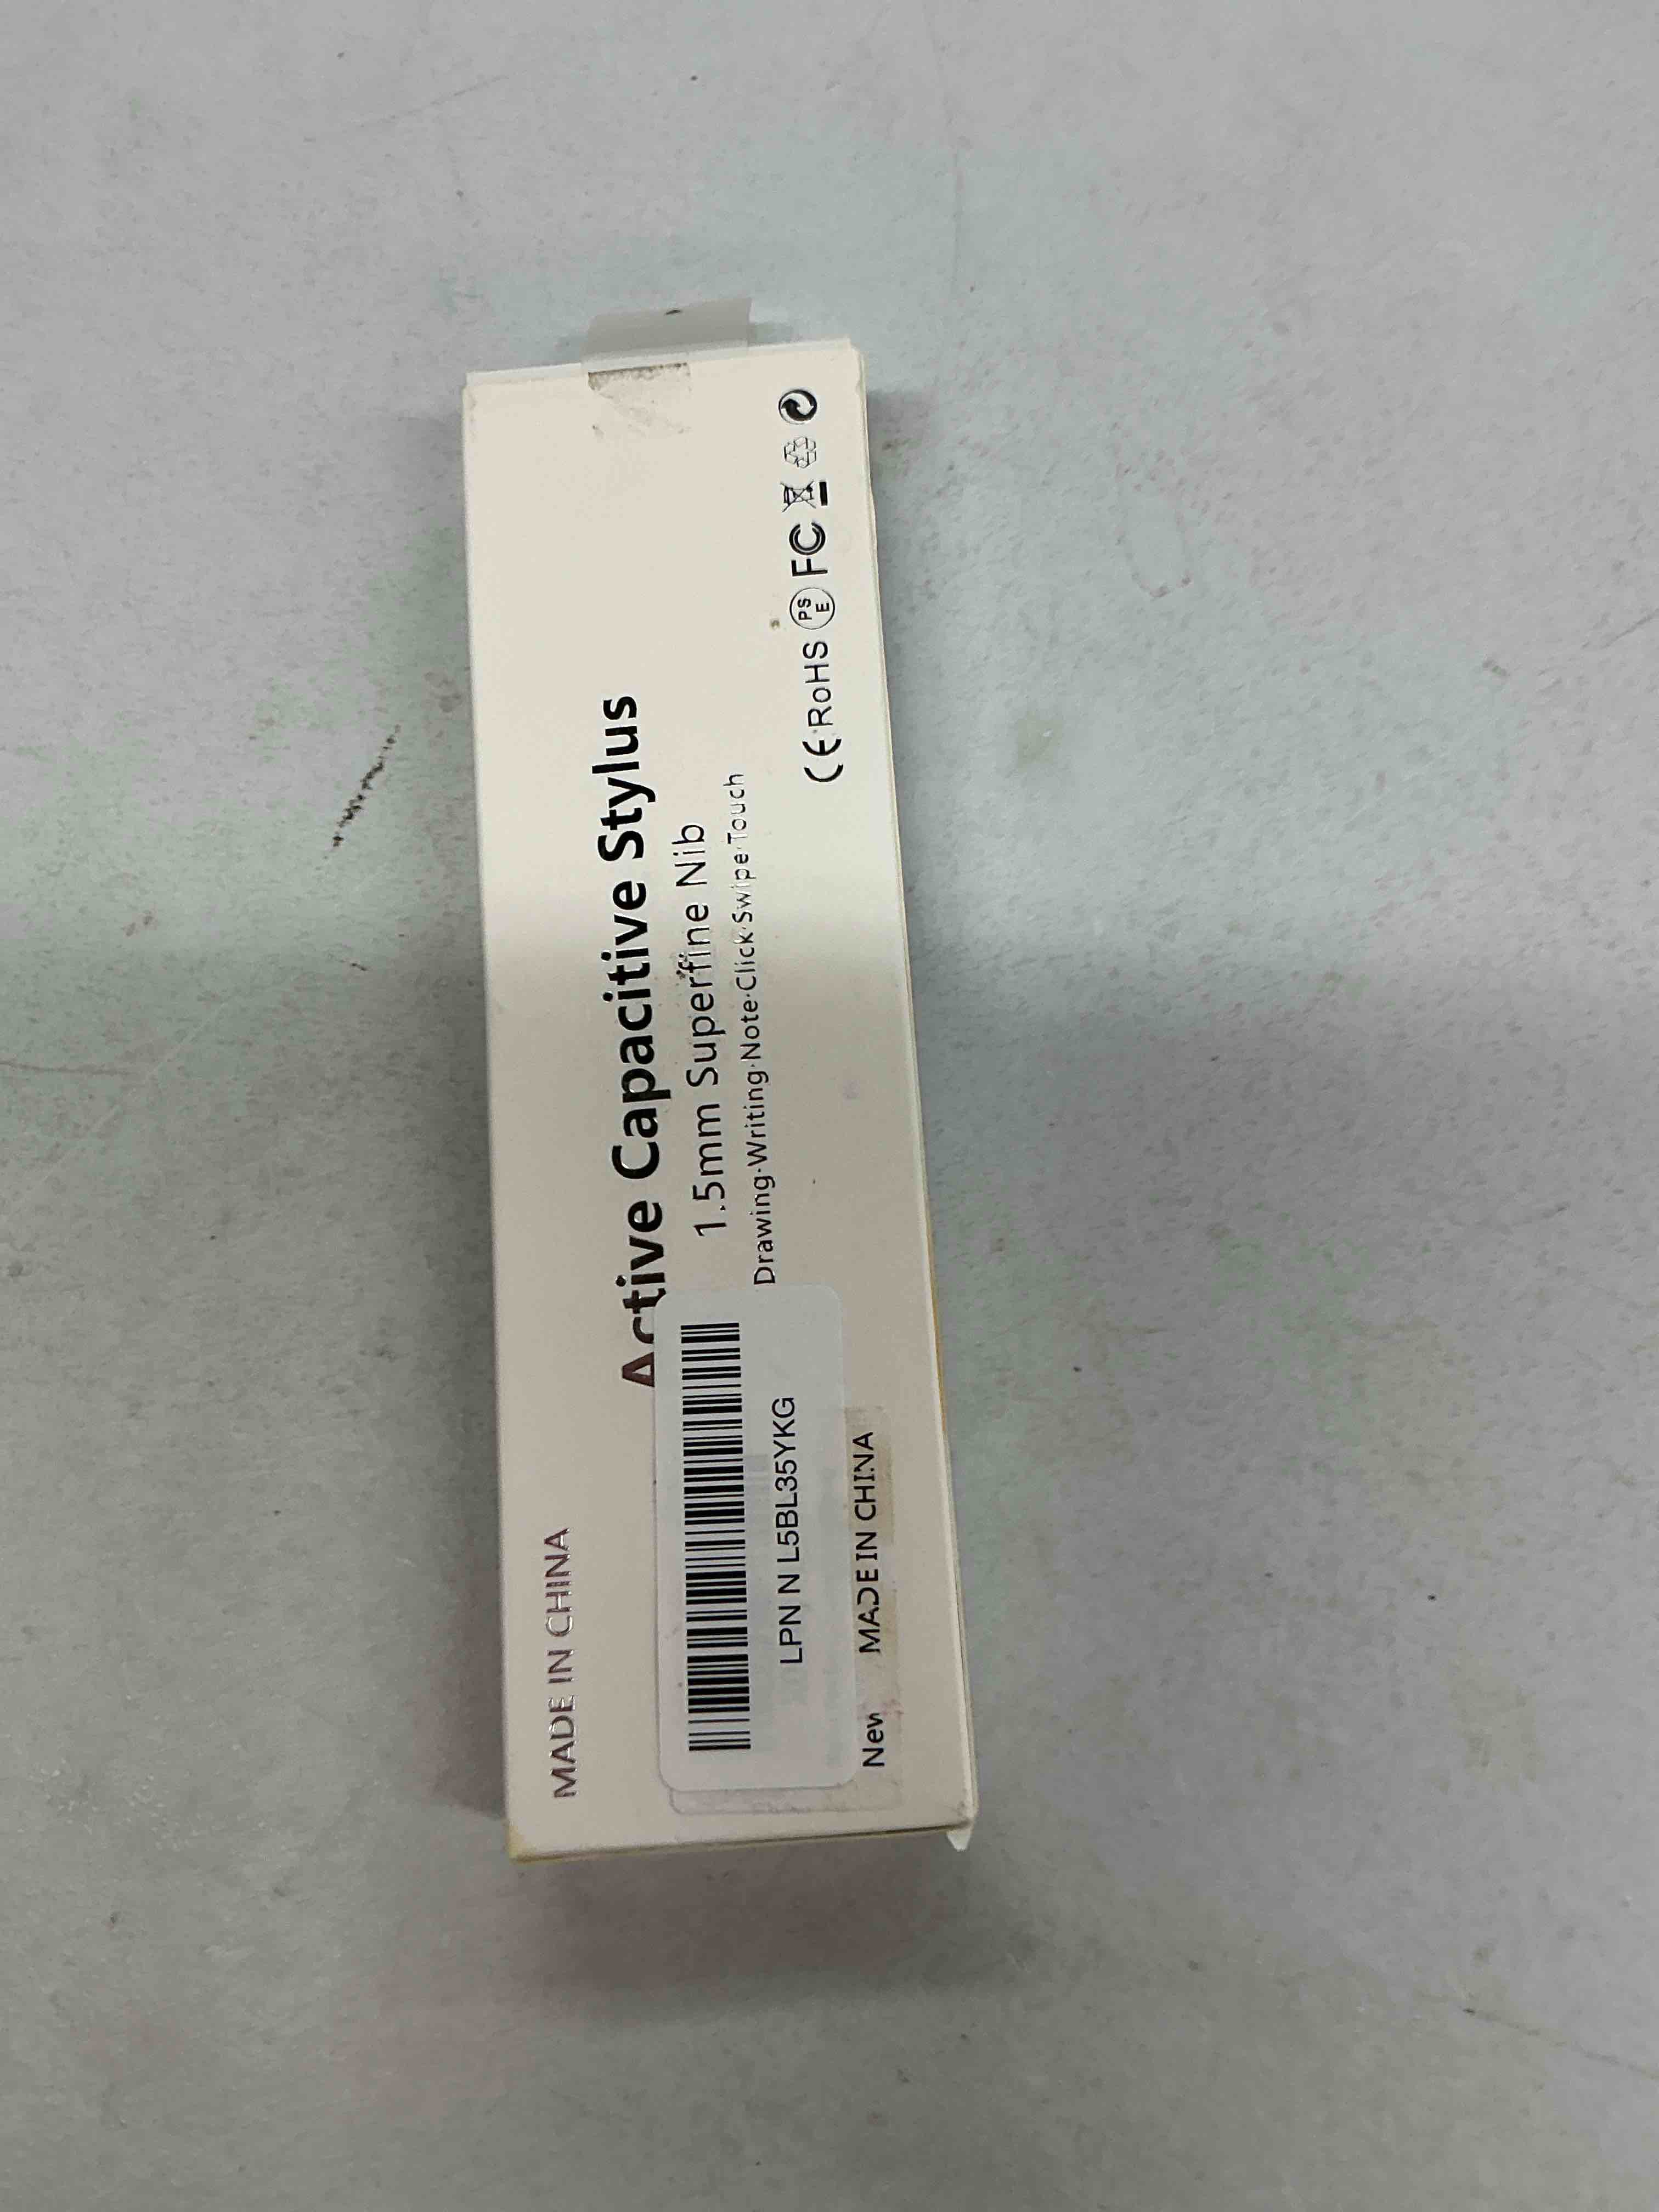 MADE IN CHINA
Active Capacitive Stylus
1.5mm Superfine Nib
Drawing·Writing·Note·Click·Swipe·Touch
CE RoHS PSE FC
LPN N L5BL35YKG
New MADE IN CHINA